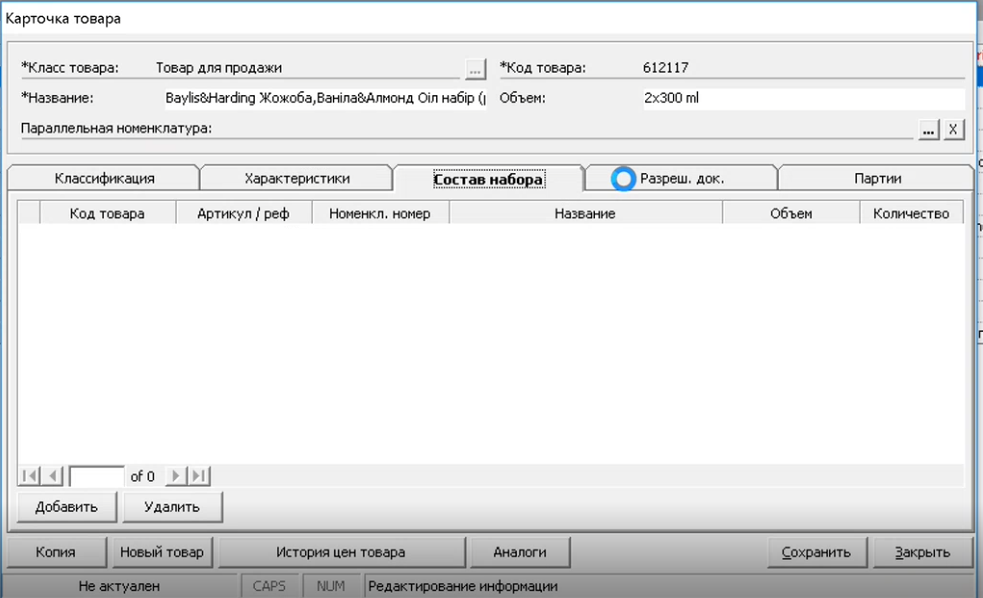 Карточка товара
*Класс товара: Товар для продажи ... *Код товара: 612117
*Название: Baylis&Harding Жожоба,Ваніла&Алмонд Оіл набір ( Объем: 2x300 ml
Параллельная номенклатура: ... X
Классификация Характеристики Состав набора Разреш. док. Партии
Код товара Артикул / реф Номенкл. номер Название Объем Количество
of 0
Добавить Удалить
Копия Новый товар История цен товара Аналоги Сохранить Закрыть
Не актуален CAPS NUM Редактирование информации